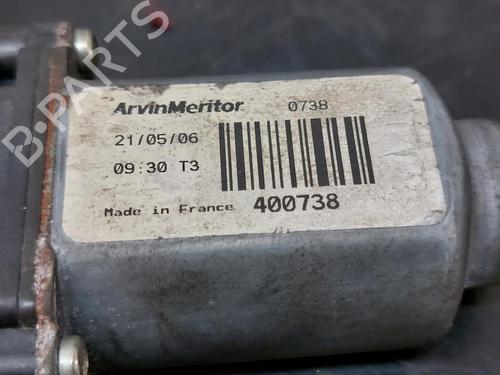 B-PARTS
ArvinMeritor 0738
21/05/06
09:30 T3
Made in France 400738